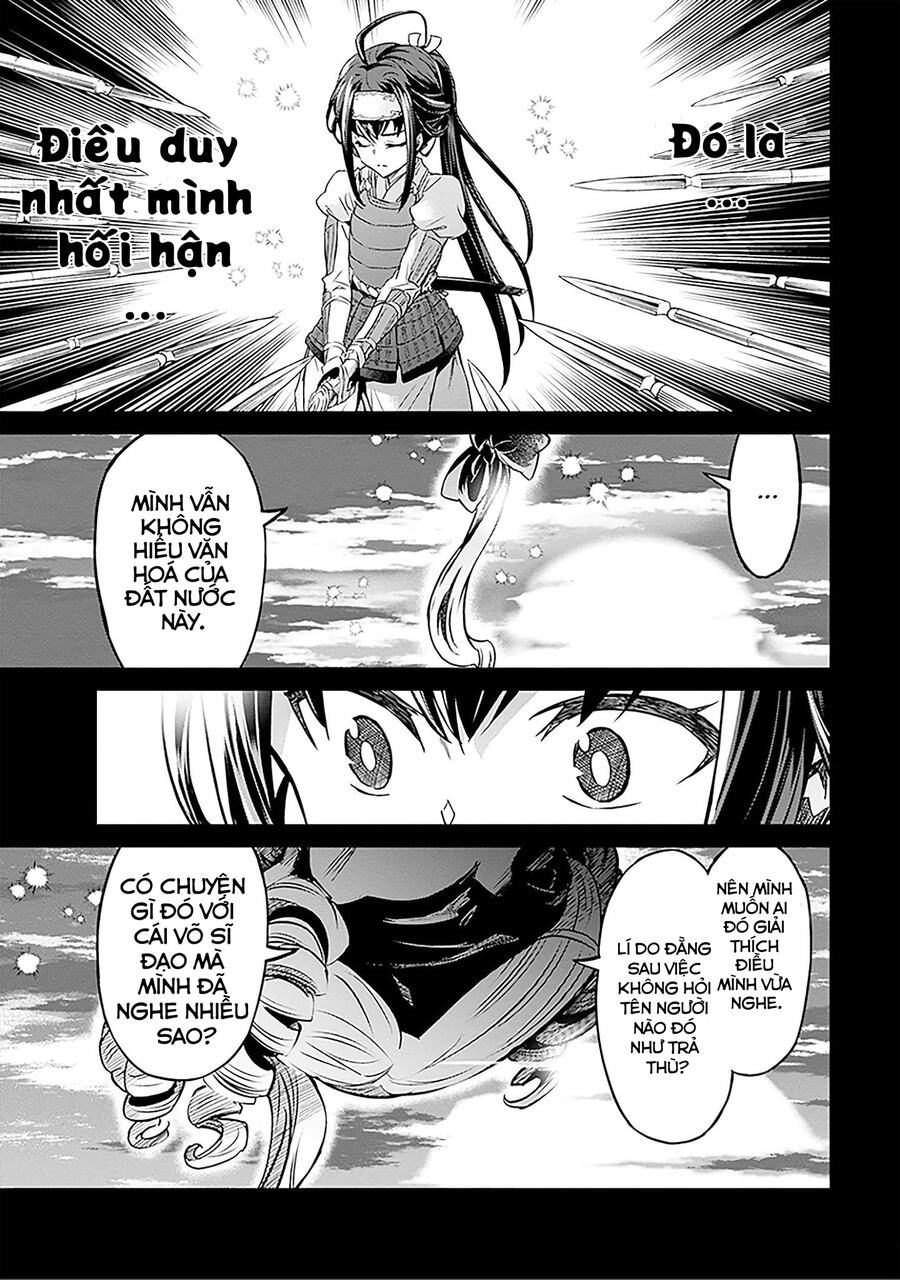 Đó là
...
Điều duy
nhất mình
hối hận
...
...
MÌNH VẪN
KHÔNG
HIỂU VĂN
HOÁ CỦA
ĐẤT NƯỚC
NÀY.
NÊN MÌNH
MUỐN AI
ĐÓ GIẢI
THÍCH
ĐIỀU
MÌNH VỪA
NGHE.
LÍ DO ĐẰNG
SAU VIỆC
KHÔNG HỎI
TÊN NGƯỜI
NÀO ĐÓ
NHƯ TRẢ
THÙ?
CÓ CHUYỆN
GÌ ĐÓ VỚI
CÁI VÕ SĨ
ĐẠO MÀ
MÌNH ĐÃ
NGHE NHIỀU
SAO?